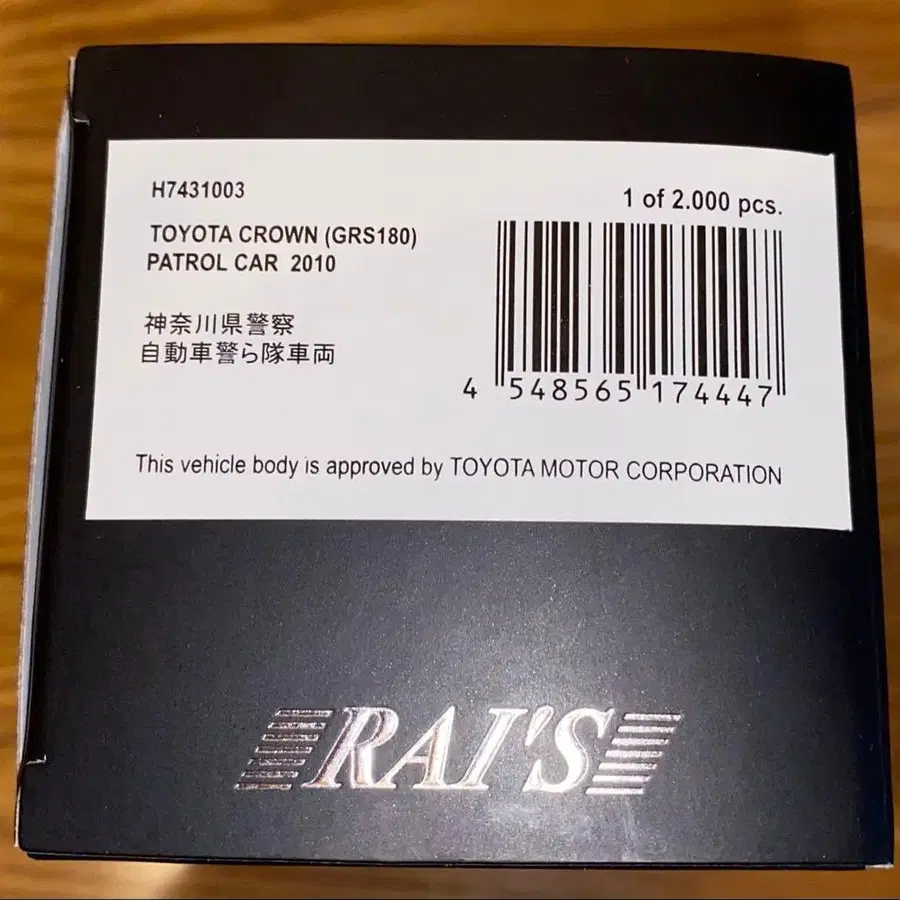 H7431003
1 of 2.000 pcs.
TOYOTA CROWN (GRS180)
PATROL CAR 2010
神奈川県警察
自動車警ら隊車両
4 548565 174447
This vehicle body is approved by TOYOTA MOTOR CORPORATION
RAI'S